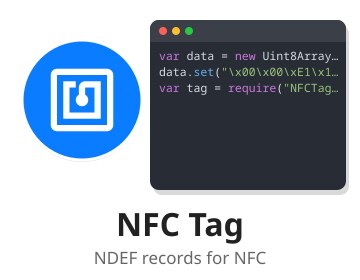 var data = new Uint8Array…
data.set("\x00\x00\xE1\x1…
var tag = require("NFCTag…
NFC Tag
NDEF records for NFC